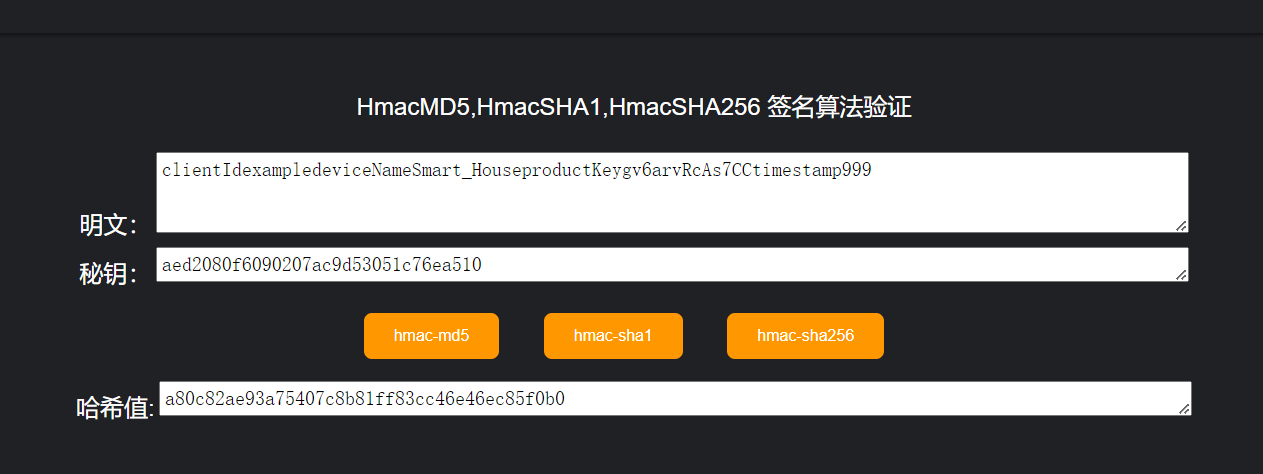 HmacMD5,HmacSHA1,HmacSHA256 签名算法验证
明文： clientIdexampledeviceNameSmart_HouseproductKeygv6arvRcAs7CCtimestamp999
秘钥： aed2080f6090207ac9d53051c76ea510
hmac-md5 hmac-sha1 hmac-sha256
哈希值: a80c82ae93a75407c8b81ff83cc46e46ec85f0b0